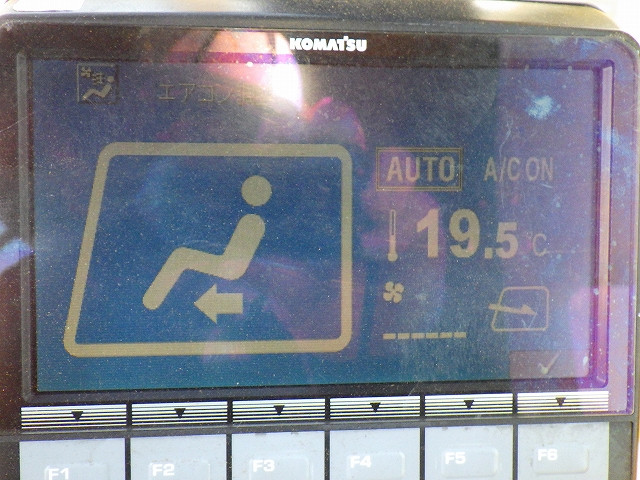 KOMATSU
エアコン
AUTO A/C ON
19.5 °C
F1 F2 F3 F4 F5 F6